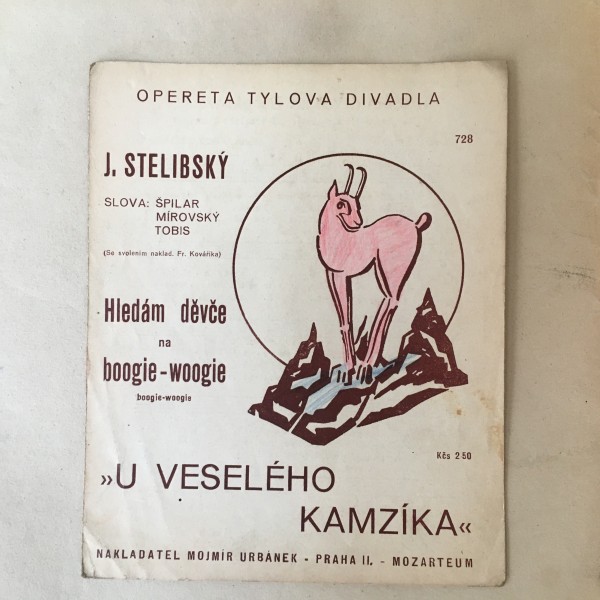 OPERETA TYLOVA DIVADLA
728
J. STELIBSKÝ
SLOVA: ŠPILAR
MÍROVSKÝ
TOBIS
(Se svolením naklad. Fr. Kováříka)
Hledám děvče
na
boogie-woogie
boogie-woogie
Kčs 2·50
»U VESELÉHO
KAMZÍKA«
NAKLADATEL MOJMÍR URBÁNEK - PRAHA II. - MOZARTEUM